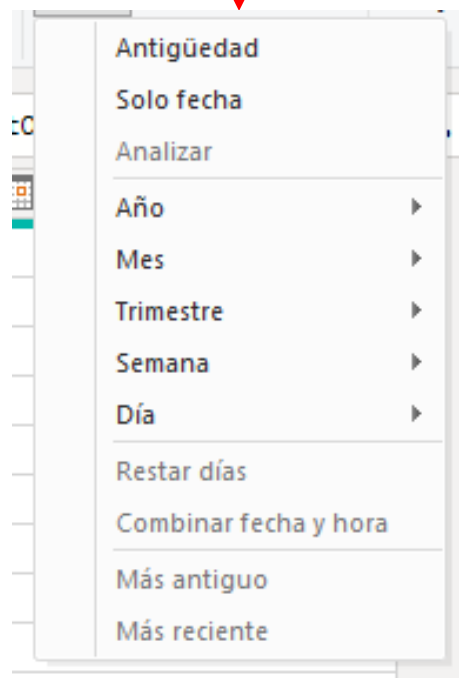 Antigüedad
Solo fecha
Analizar
Año
Mes
Trimestre
Semana
Día
Restar días
Combinar fecha y hora
Más antiguo
Más reciente